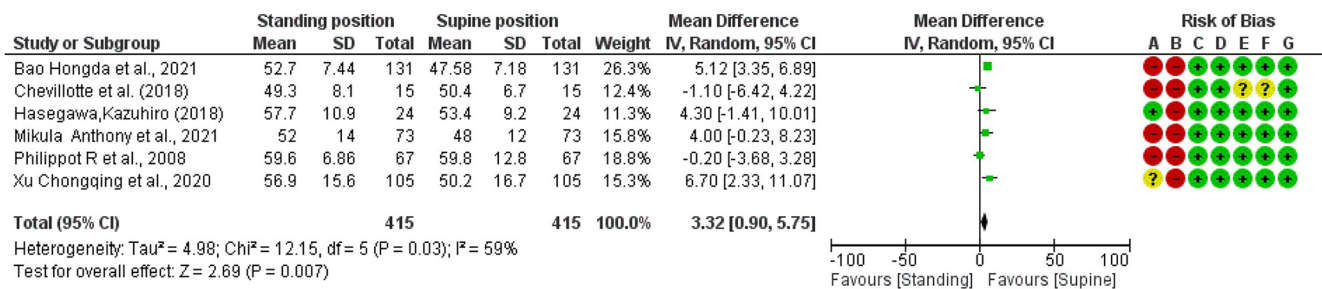 Standing position Supine position Mean Difference Mean Difference Risk of Bias
Study or Subgroup Mean SD Total Mean SD Total Weight IV, Random, 95% CI IV, Random, 95% CI A B C D E F G
Bao Hongda et al., 2021 52.7 7.44 131 47.58 7.18 131 26.3% 5.12 [3.35, 6.89] - - + + + + +
Chevillotte et al. (2018) 49.3 8.1 15 50.4 6.7 15 12.4% -1.10 [-6.42, 4.22] - - + + ? ? +
Hasegawa,Kazuhiro (2018) 57.7 10.9 24 53.4 9.2 24 11.3% 4.30 [-1.41, 10.01] + - + + + + +
Mikula Anthony et al., 2021 52 14 73 48 12 73 15.8% 4.00 [-0.23, 8.23] - - + + + + +
Philippot R et al., 2008 59.6 6.86 67 59.8 12.8 67 18.8% -0.20 [-3.68, 3.28] - - + + + + +
Xu Chongqing et al., 2020 56.9 15.6 105 50.2 16.7 105 15.3% 6.70 [2.33, 11.07] ? - + + + + +
Total (95% CI) 415 415 100.0% 3.32 [0.90, 5.75]
Heterogeneity: Tau² = 4.98; Chi² = 12.15, df = 5 (P = 0.03); I² = 59%
Test for overall effect: Z = 2.69 (P = 0.007)
-100 -50 0 50 100
Favours [Standing] Favours [Supine]